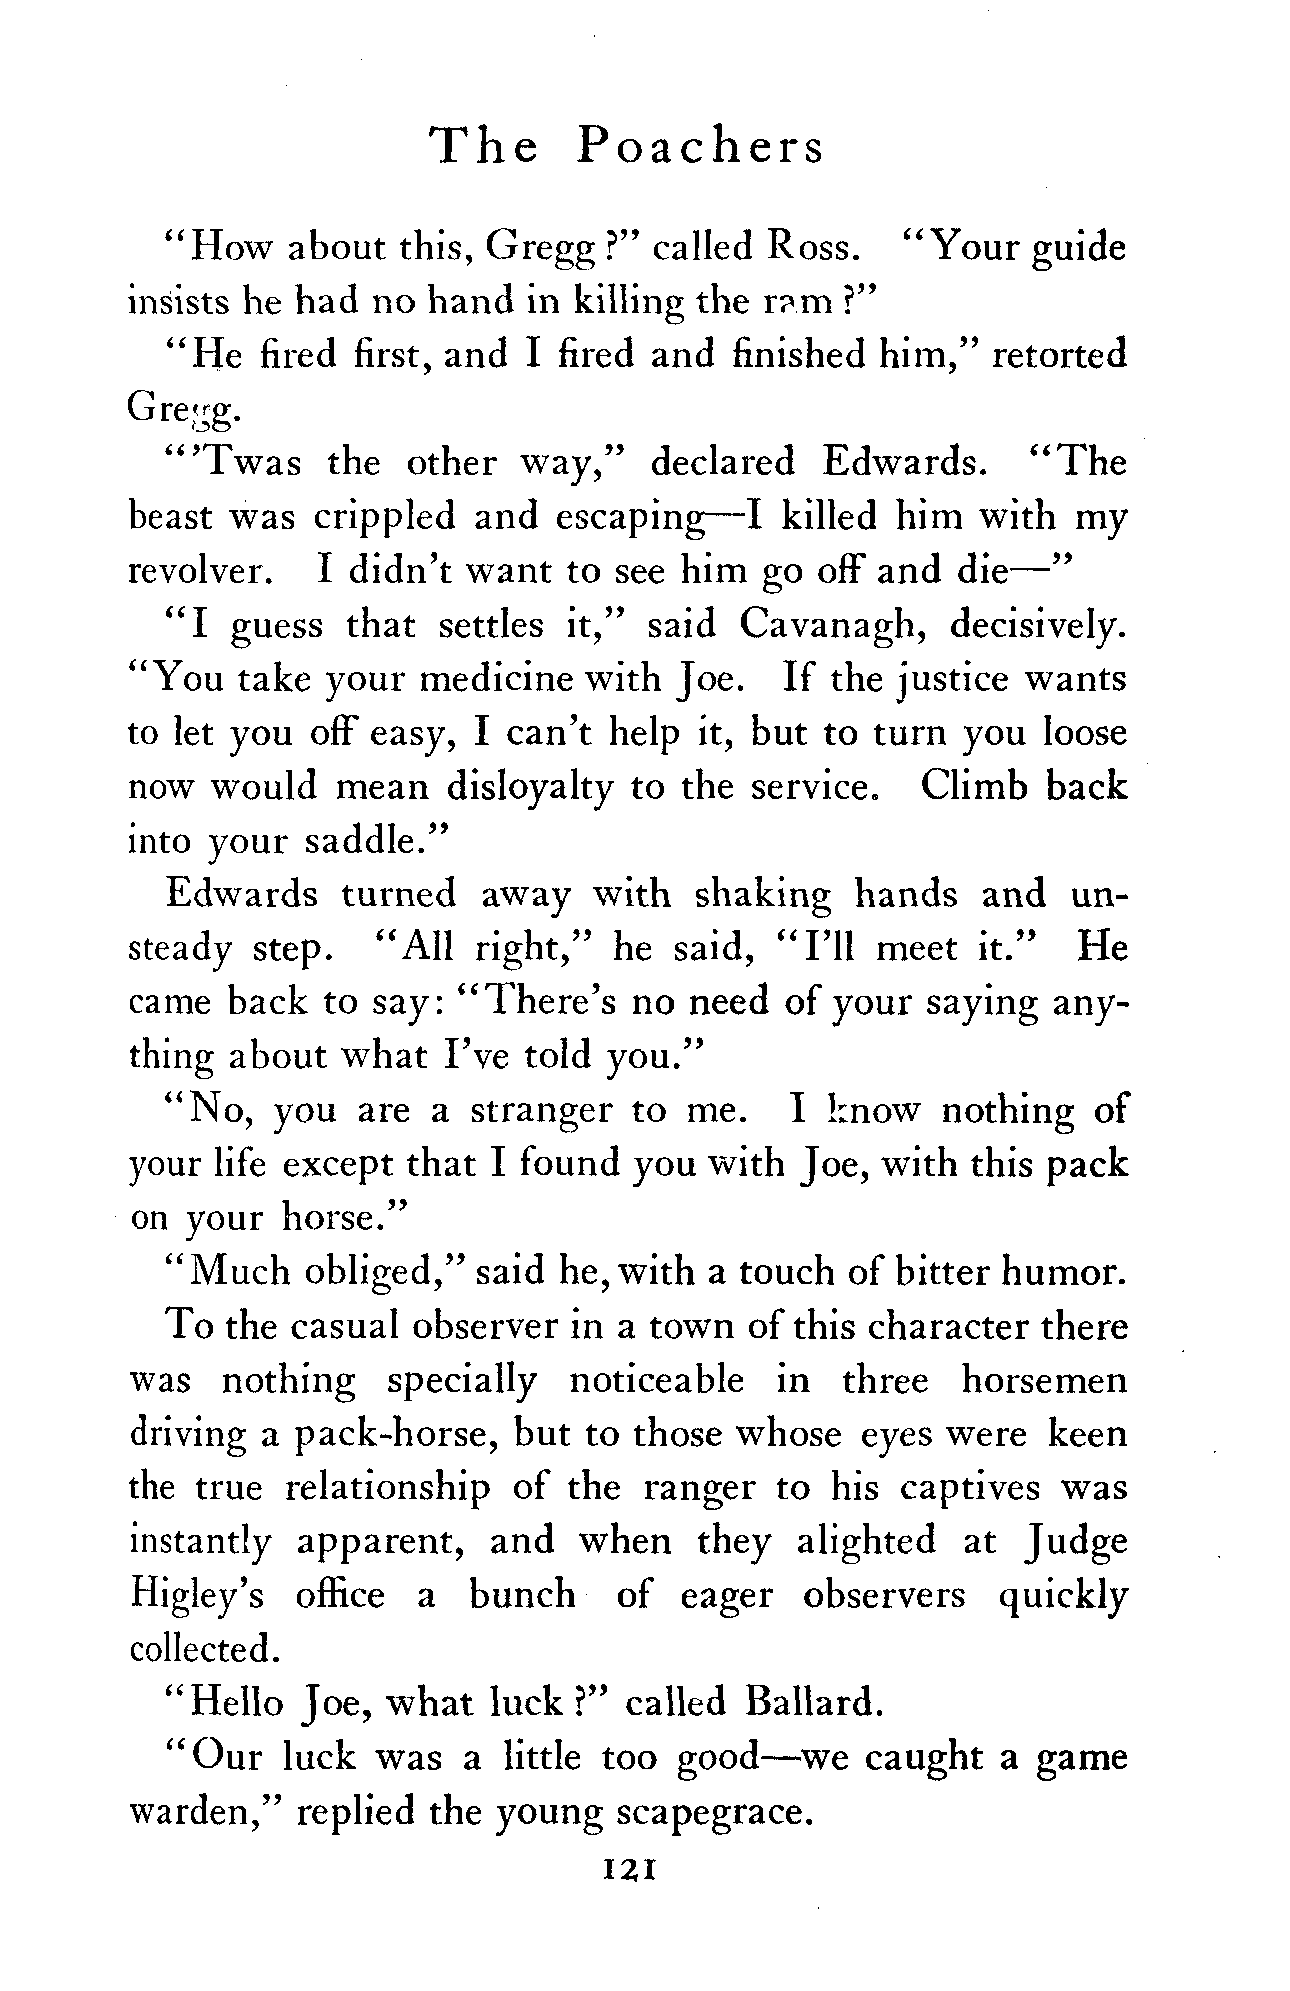 The Poachers
"How about this, Gregg?" called Ross. "Your guide
insists he had no hand in killing the ram?"
"He fired first, and I fired and finished him," retorted
Gregg.
"'Twas the other way," declared Edwards. "The
beast was crippled and escaping—I killed him with my
revolver. I didn't want to see him go off and die—"
"I guess that settles it," said Cavanagh, decisively.
"You take your medicine with Joe. If the justice wants
to let you off easy, I can't help it, but to turn you loose
now would mean disloyalty to the service. Climb back
into your saddle."
Edwards turned away with shaking hands and un-
steady step. "All right," he said, "I'll meet it." He
came back to say: "There's no need of your saying any-
thing about what I've told you."
"No, you are a stranger to me. I know nothing of
your life except that I found you with Joe, with this pack
on your horse."
"Much obliged," said he, with a touch of bitter humor.
To the casual observer in a town of this character there
was nothing specially noticeable in three horsemen
driving a pack-horse, but to those whose eyes were keen
the true relationship of the ranger to his captives was
instantly apparent, and when they alighted at Judge
Higley's office a bunch of eager observers quickly
collected.
"Hello Joe, what luck?" called Ballard.
"Our luck was a little too good—we caught a game
warden," replied the young scapegrace.
121